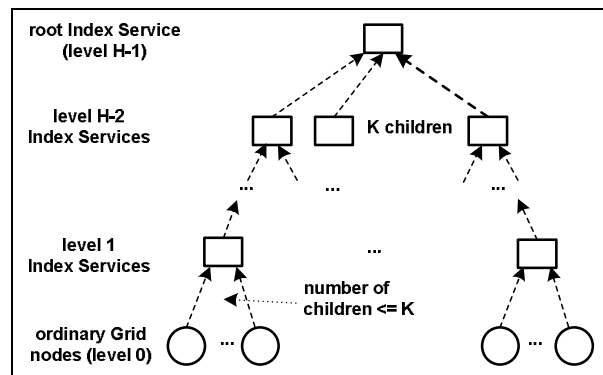 root Index Service
(level H-1)
level H-2
Index Services
K children
...
...
...
level 1
Index Services
...
number of
children <= K
ordinary Grid
nodes (level 0)
...
...